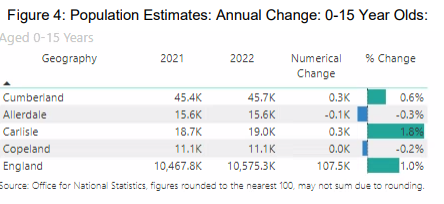 Figure 4: Population Estimates: Annual Change: 0-15 Year Olds:
Aged 0-15 Years
Geography 2021 2022 Numerical Change % Change
Cumberland 45.4K 45.7K 0.3K 0.6%
Allerdale 15.6K 15.6K -0.1K -0.3%
Carlisle 18.7K 19.0K 0.3K 1.8%
Copeland 11.1K 11.1K 0.0K -0.2%
England 10,467.8K 10,575.3K 107.5K 1.0%
Source: Office for National Statistics, figures rounded to the nearest 100, may not sum due to rounding.